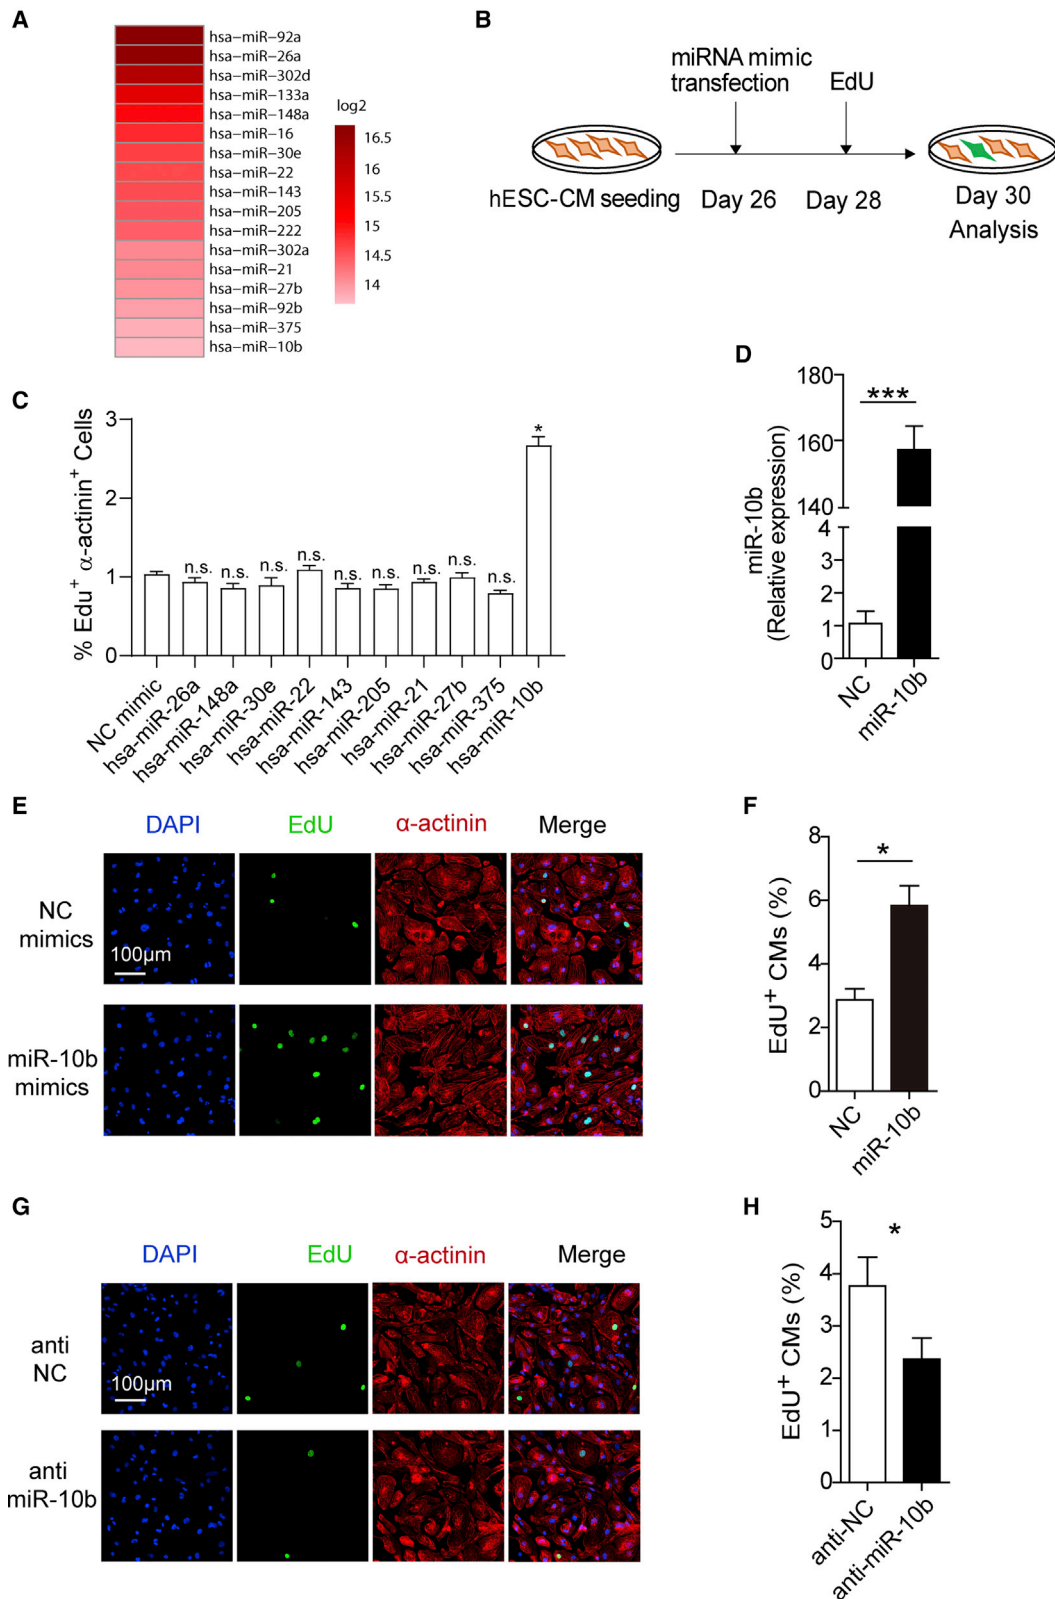 A
hsa-miR-92a
hsa-miR-26a
hsa-miR-302d
hsa-miR-133a
hsa-miR-148a
hsa-miR-16
hsa-miR-30e
hsa-miR-22
hsa-miR-143
hsa-miR-205
hsa-miR-222
hsa-miR-302a
hsa-miR-21
hsa-miR-27b
hsa-miR-92b
hsa-miR-375
hsa-miR-10b
log2
16.5
16
15.5
15
14.5
14
B
miRNA mimic
transfection
EdU
hESC-CM seeding
Day 26
Day 28
Day 30
Analysis
C
% Edu+ α-actinin+ Cells
3
2
1
0
n.s.
n.s.
n.s.
n.s.
n.s.
n.s.
n.s.
n.s.
n.s.
*
NC mimic
hsa-miR-26a
hsa-miR-148a
hsa-miR-30e
hsa-miR-22
hsa-miR-143
hsa-miR-205
hsa-miR-21
hsa-miR-27b
hsa-miR-375
hsa-miR-10b
D
miR-10b
(Relative expression)
180
160
140
4
3
2
1
0
***
NC
miR-10b
E
DAPI
EdU
α-actinin
Merge
NC
mimics
100μm
miR-10b
mimics
F
EdU+ CMs (%)
8
6
4
2
0
*
NC
miR-10b
G
DAPI
EdU
α-actinin
Merge
anti
NC
100μm
anti
miR-10b
H
EdU+ CMs (%)
5
4
3
2
1
0
*
anti-NC
anti-miR-10b